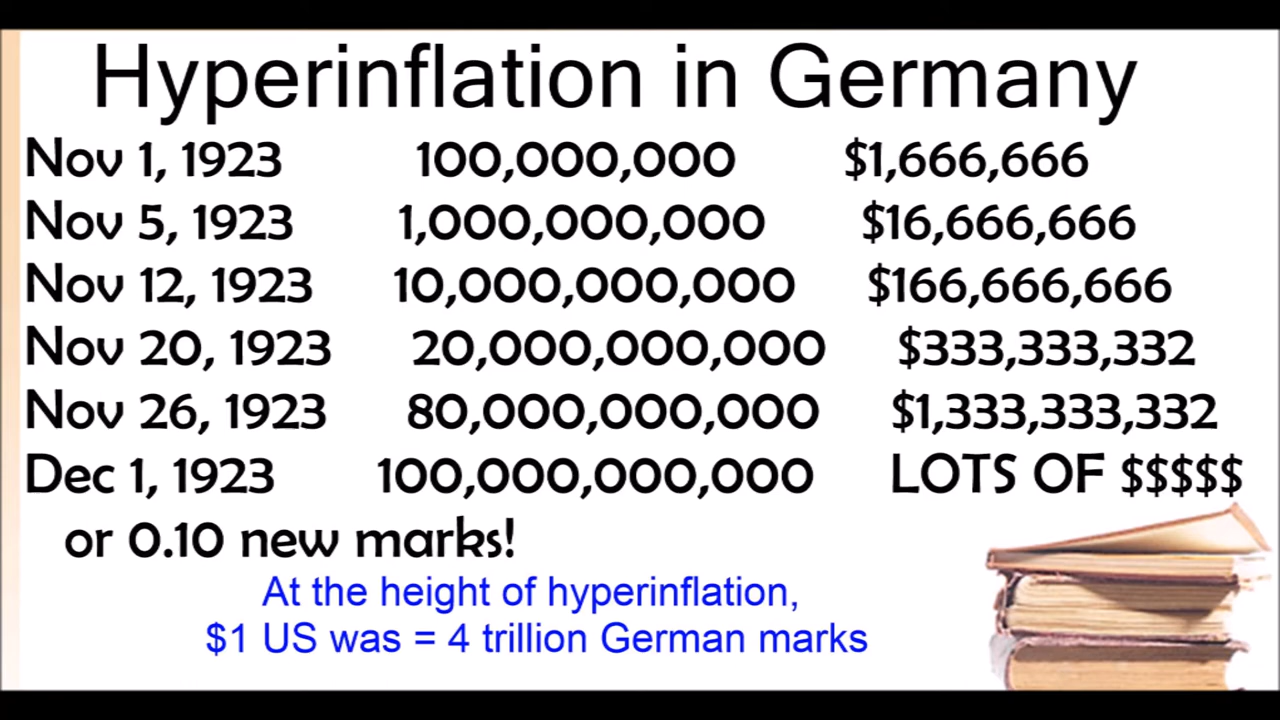 Hyperinflation in Germany
Nov 1, 1923 100,000,000 $1,666,666
Nov 5, 1923 1,000,000,000 $16,666,666
Nov 12, 1923 10,000,000,000 $166,666,666
Nov 20, 1923 20,000,000,000 $333,333,332
Nov 26, 1923 80,000,000,000 $1,333,333,332
Dec 1, 1923 100,000,000,000 LOTS OF $$$$$
or 0.10 new marks!
At the height of hyperinflation,
$1 US was = 4 trillion German marks